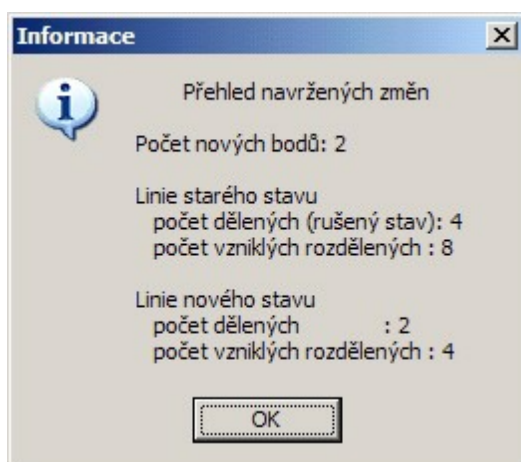 Informace
Přehled navržených změn
Počet nových bodů: 2
Linie starého stavu
počet dělených (rušený stav): 4
počet vzniklých rozdělených : 8
Linie nového stavu
počet dělených : 2
počet vzniklých rozdělených : 4
OK